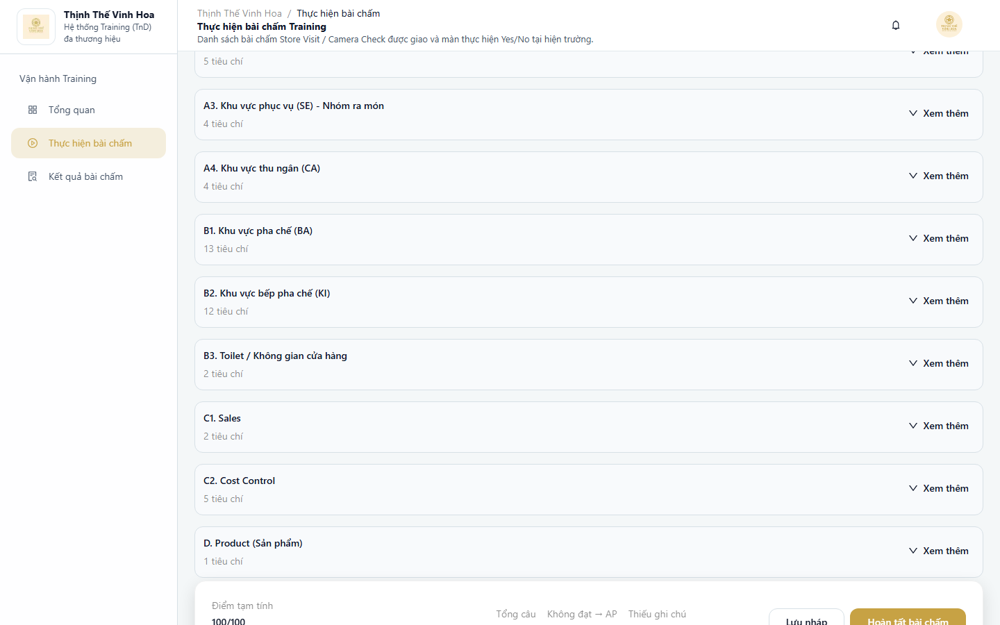 Thịnh Thế Vinh Hoa
Hệ thống Training (TnD)
đa thương hiệu
Vận hành Training
Tổng quan
Thực hiện bài chấm
Kết quả bài chấm
Thịnh Thế Vinh Hoa / Thực hiện bài chấm
Thực hiện bài chấm Training
Danh sách bài chấm Store Visit / Camera Check được giao và màn thực hiện Yes/No tại hiện trường.
Xem thêm
5 tiêu chí
A3. Khu vực phục vụ (SE) - Nhóm ra món
4 tiêu chí
Xem thêm
A4. Khu vực thu ngân (CA)
4 tiêu chí
Xem thêm
B1. Khu vực pha chế (BA)
13 tiêu chí
Xem thêm
B2. Khu vực bếp pha chế (KI)
12 tiêu chí
Xem thêm
B3. Toilet / Không gian cửa hàng
2 tiêu chí
Xem thêm
C1. Sales
2 tiêu chí
Xem thêm
C2. Cost Control
5 tiêu chí
Xem thêm
D. Product (Sản phẩm)
1 tiêu chí
Xem thêm
Điểm tạm tính
100/100
Tổng câu Không đạt → AP Thiếu ghi chú
Lưu nháp
Hoàn tất bài chấm